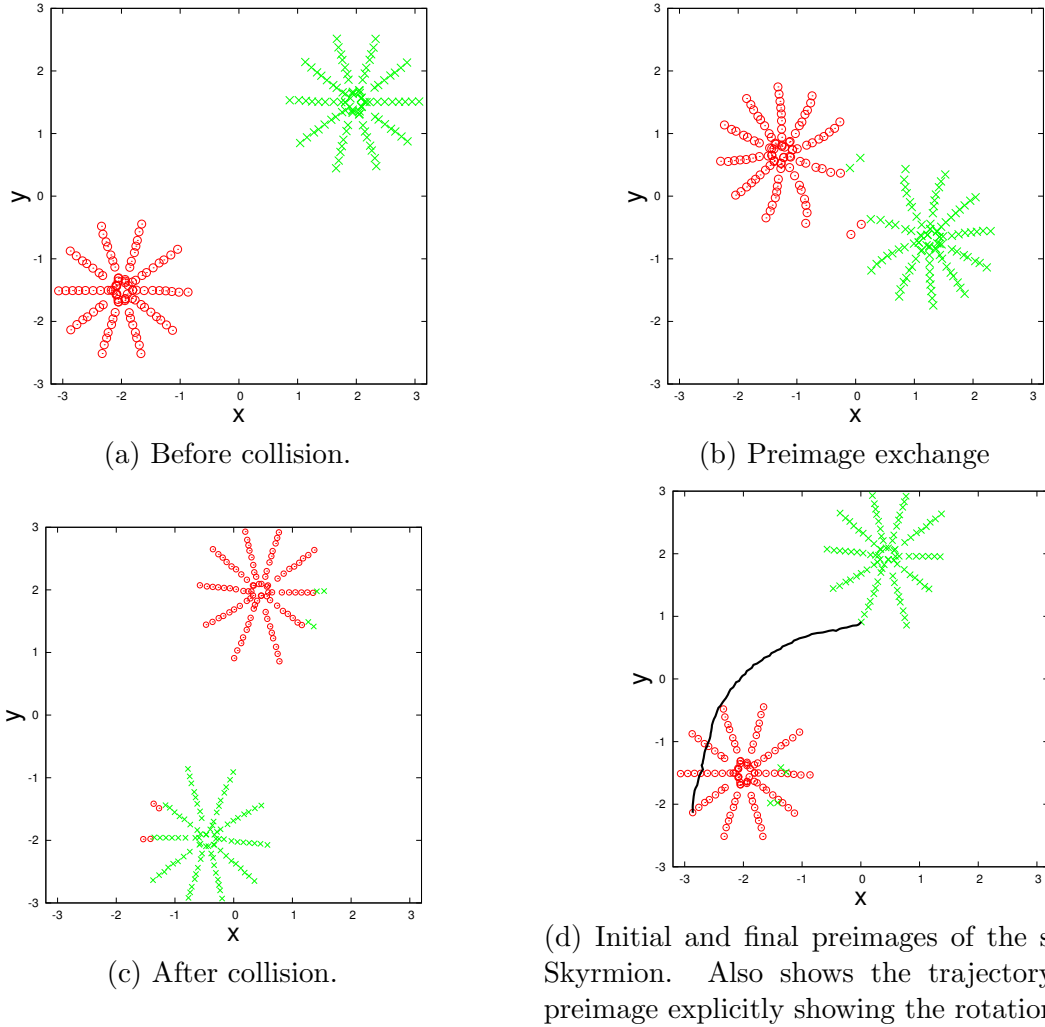 3
2
1
0
-1
-2
-3
-3 -2 -1 0 1 2 3
y
x
(a) Before collision.
3
2
1
0
-1
-2
-3
-3 -2 -1 0 1 2 3
y
x
(b) Preimage exchange
3
2
1
0
-1
-2
-3
-3 -2 -1 0 1 2 3
y
x
(c) After collision.
3
2
1
0
-1
-2
-3
-3 -2 -1 0 1 2 3
y
x
(d) Initial and final preimages of the s
Skyrmion. Also shows the trajectory
preimage explicitly showing the rotation